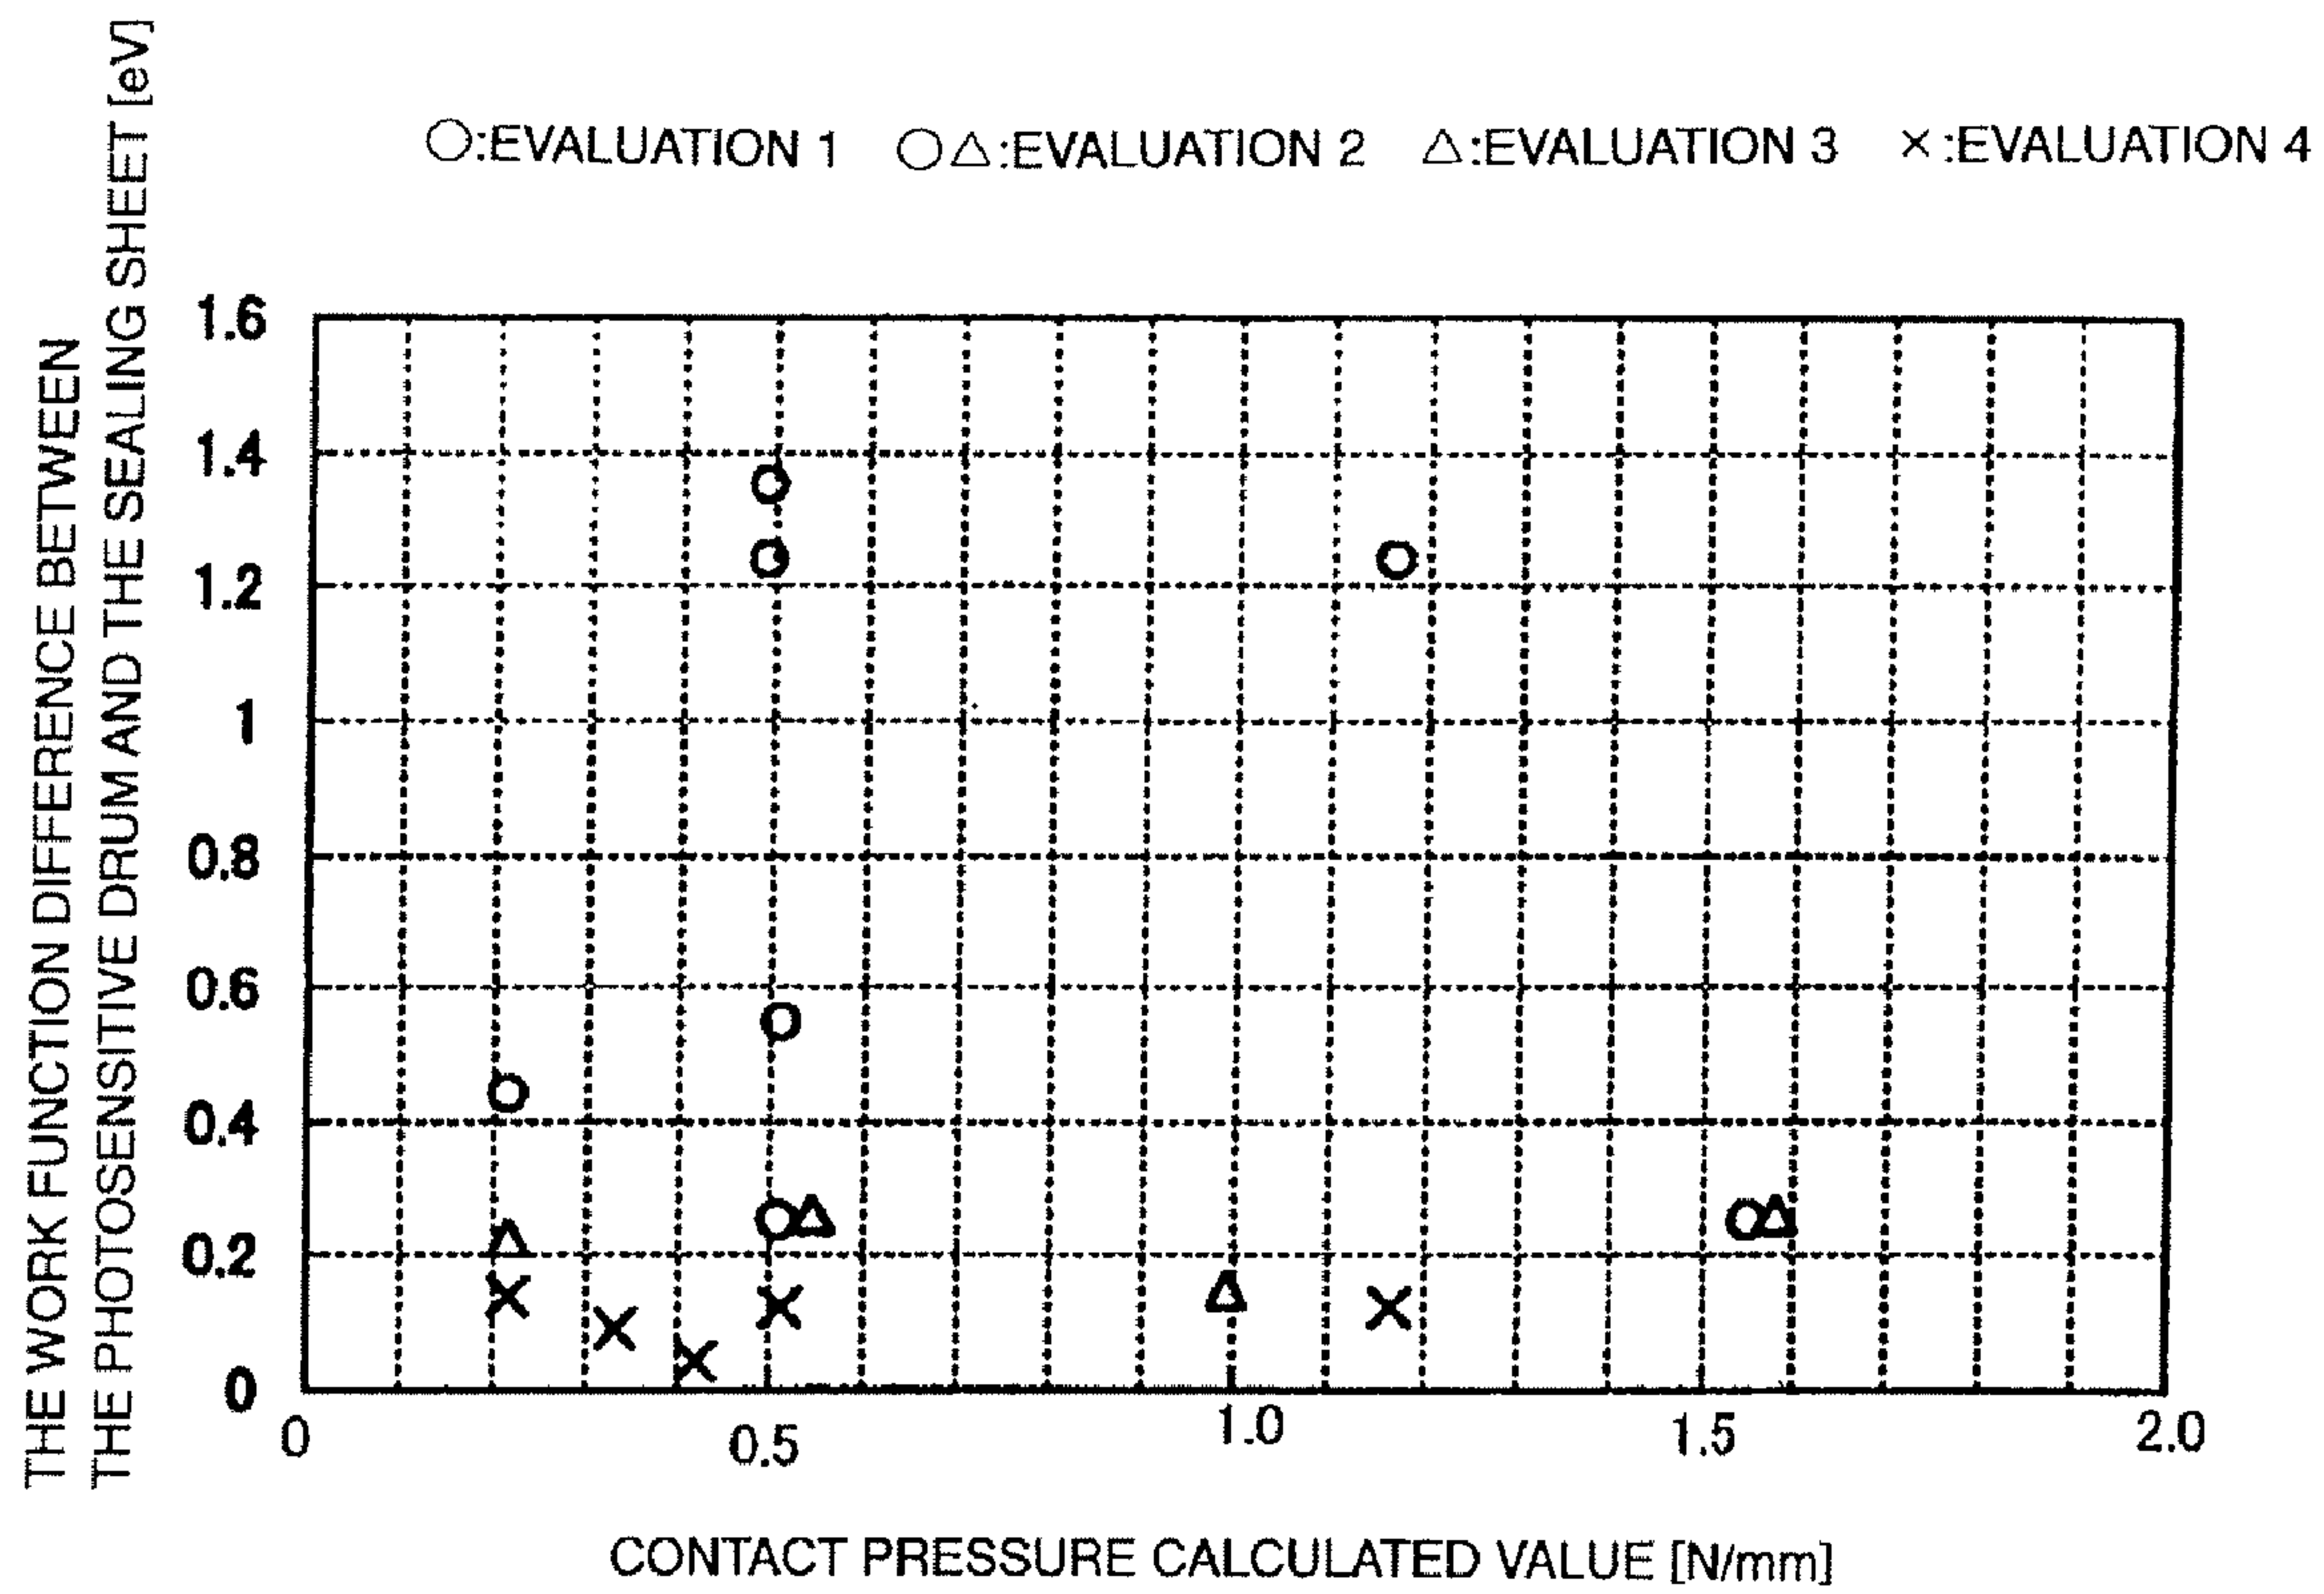 THE WORK FUNCTION DIFFERENCE BETWEEN
THE PHOTOSENSITIVE DRUM AND THE SEALING SHEET [eV]
○:EVALUATION 1 ○△:EVALUATION 2 △:EVALUATION 3 ×:EVALUATION 4
1.6
1.4
1.2
1
0.8
0.6
0.4
0.2
0
0 0.5 1.0 1.5 2.0
CONTACT PRESSURE CALCULATED VALUE [N/mm]